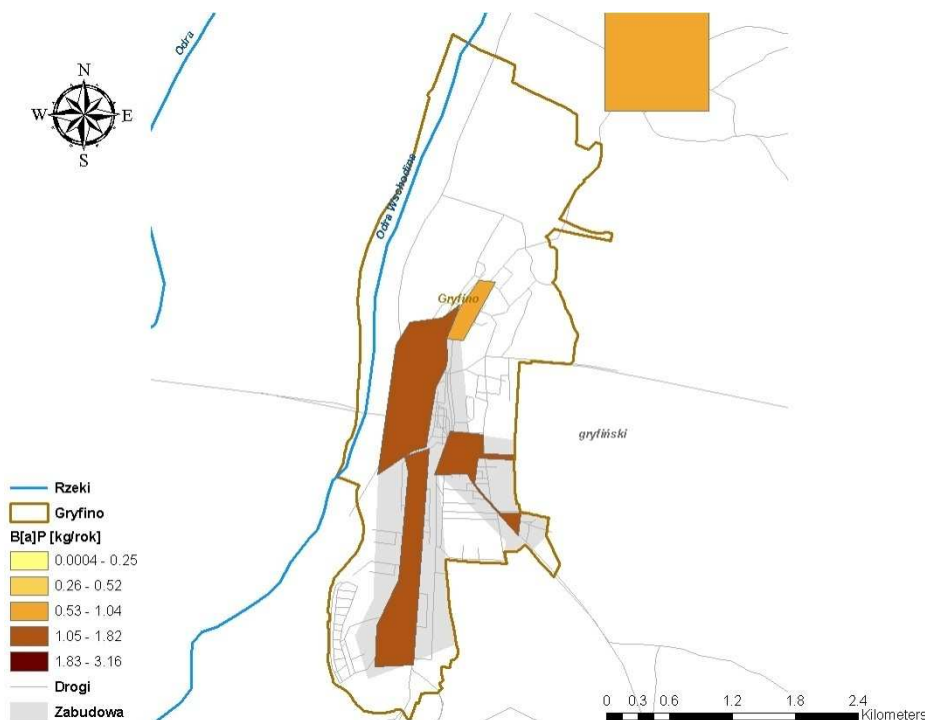 Odra
N
W E
S
Odra Wschodina
Gryfino
gryfiński
Rzeki
Gryfino
B[a]P [kg/rok]
0.0004 - 0.25
0.26 - 0.52
0.53 - 1.04
1.05 - 1.82
1.83 - 3.16
Drogi
Zabudowa
0 0.3 0.6 1.2 1.8 2.4
Kilometers